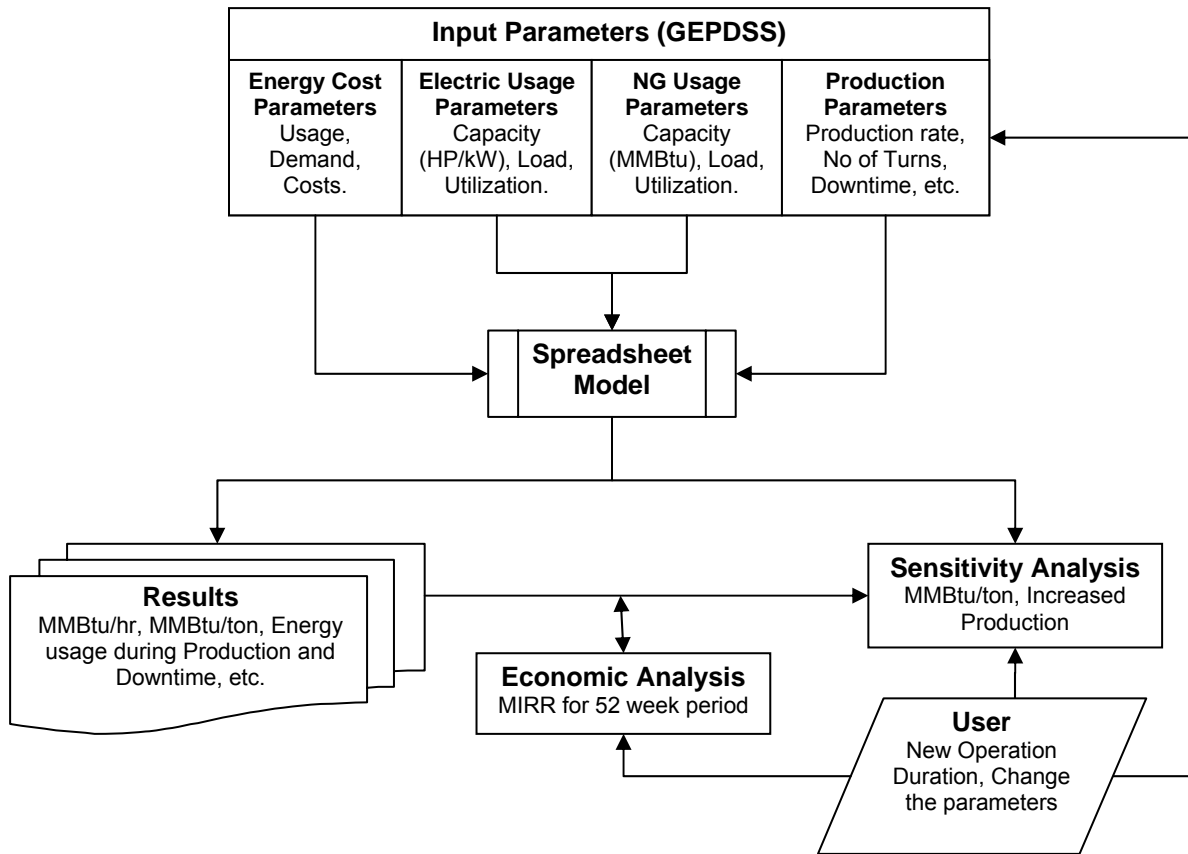 Input Parameters (GEPDSS)
Energy Cost
Parameters
Usage,
Demand,
Costs.
Electric Usage
Parameters
Capacity
(HP/kW), Load,
Utilization.
NG Usage
Parameters
Capacity
(MMBtu), Load,
Utilization.
Production
Parameters
Production rate,
No of Turns,
Downtime, etc.
Spreadsheet
Model
Results
MMBtu/hr, MMBtu/ton, Energy
usage during Production and
Downtime, etc.
Sensitivity Analysis
MMBtu/ton, Increased
Production
Economic Analysis
MIRR for 52 week period
User
New Operation
Duration, Change
the parameters